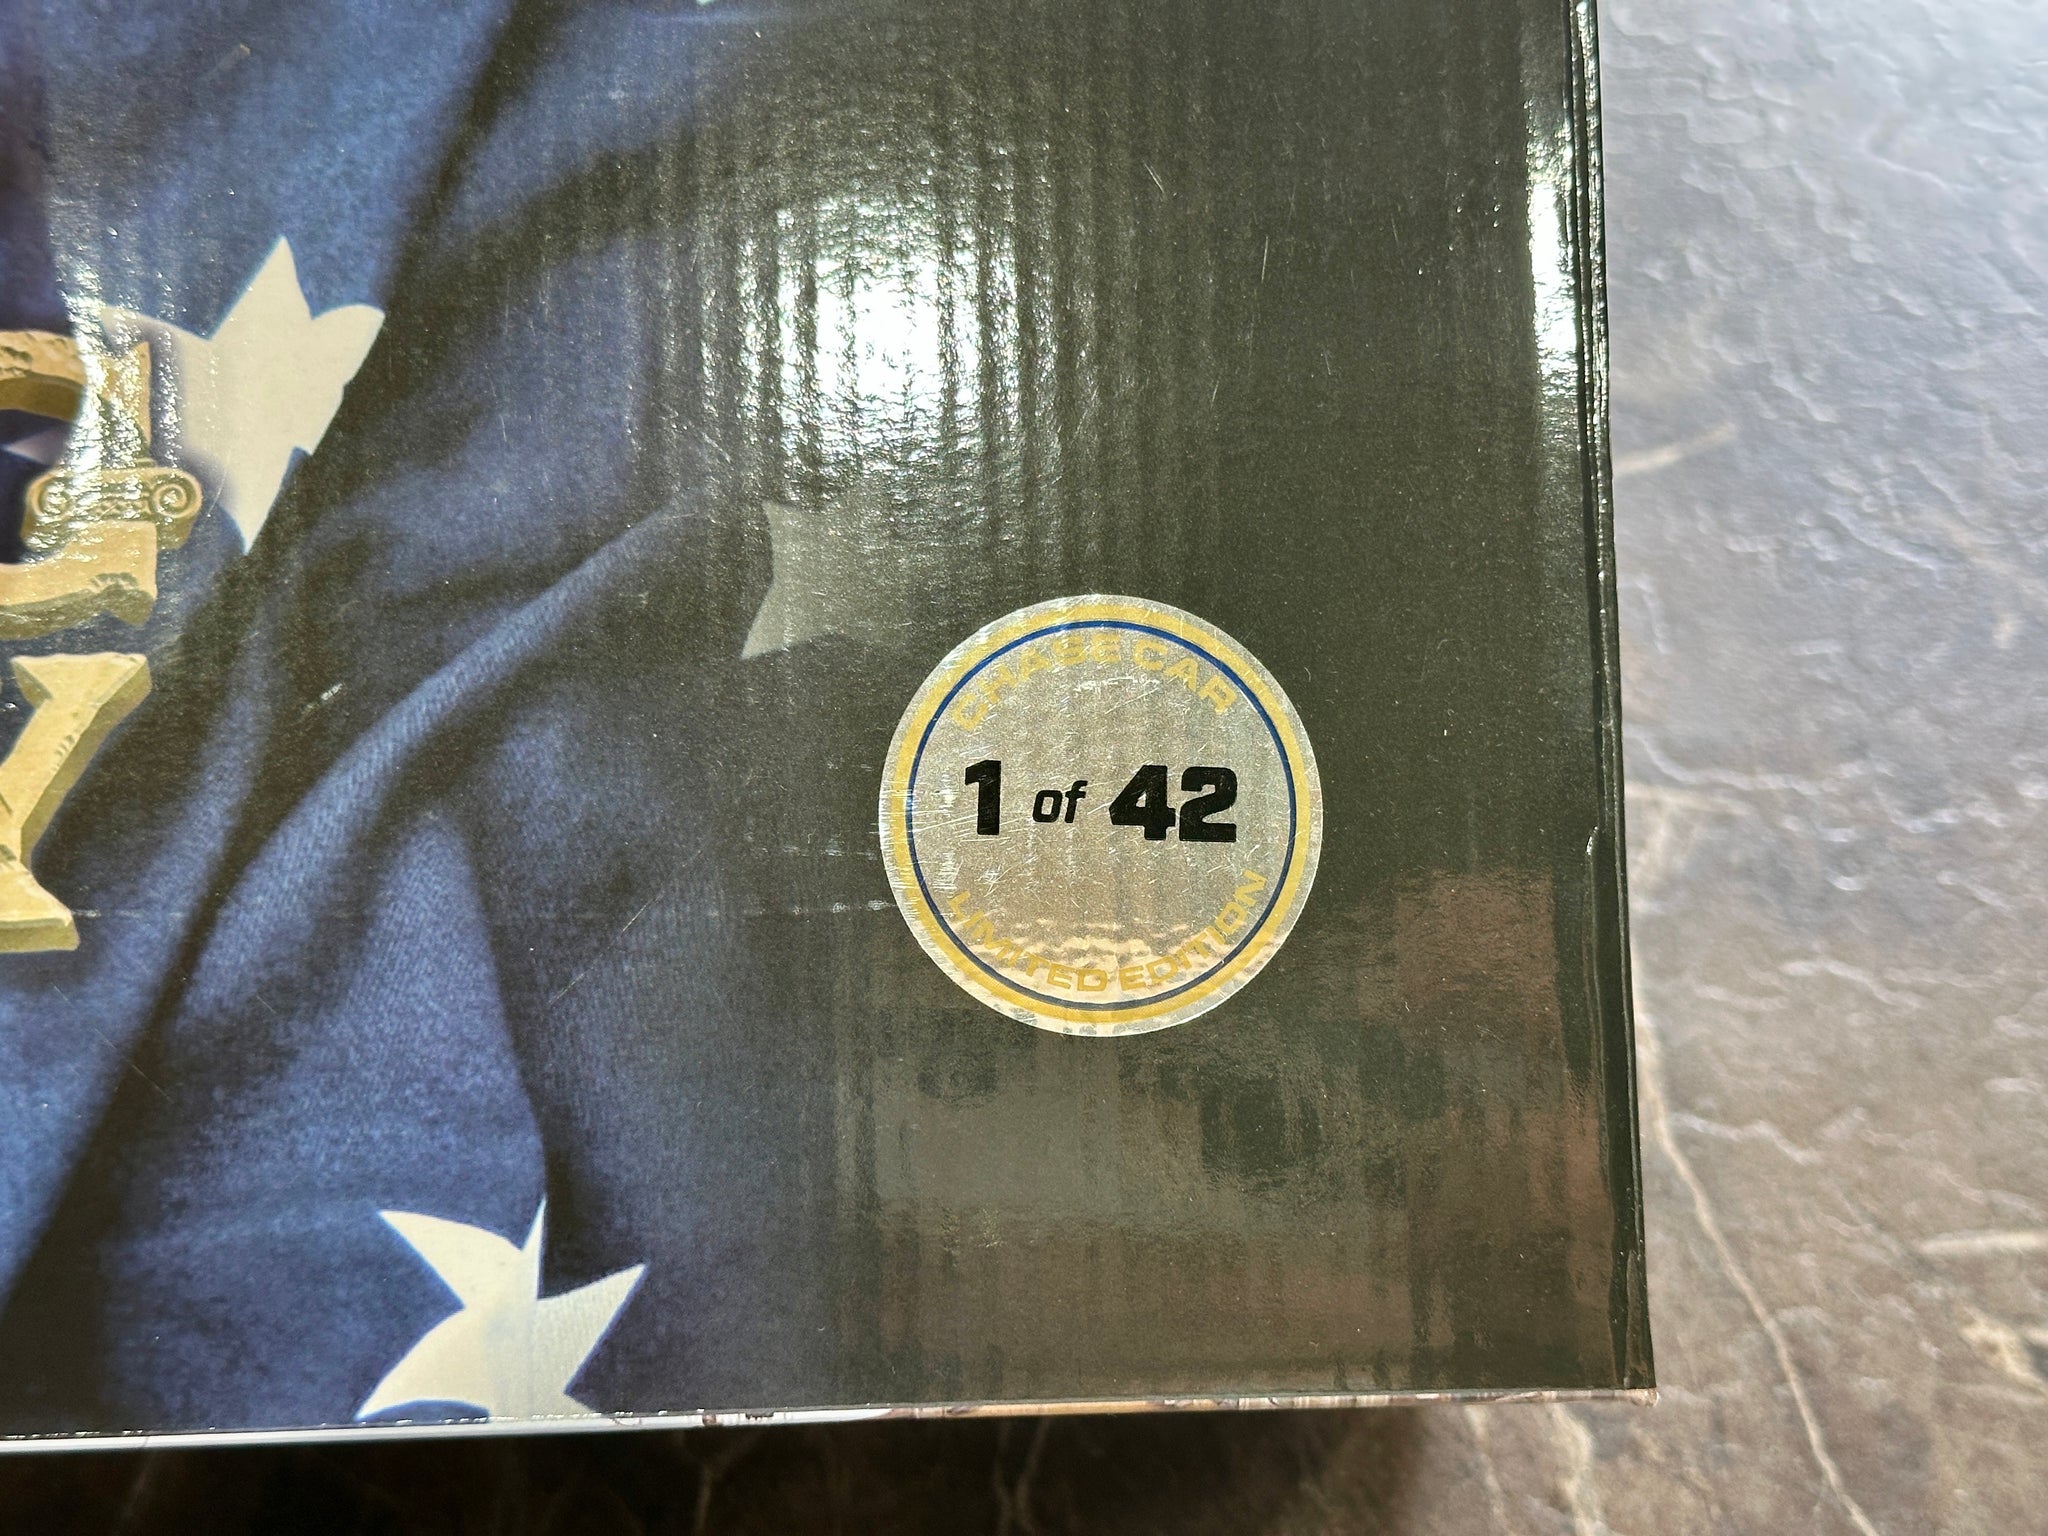 CHASE CAR
1 of 42
LIMITED EDITION